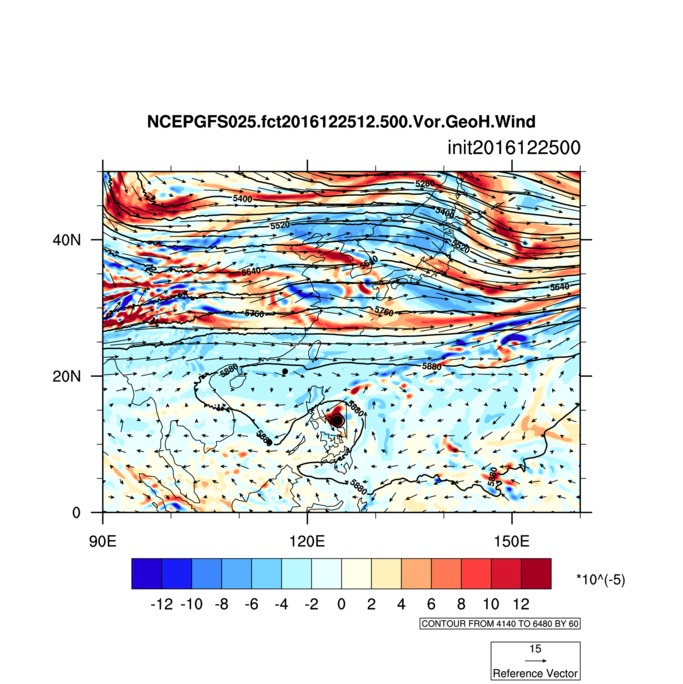 NCEPGFS025.fct2016122512.500.Vor.GeoH.Wind
init2016122500
5280
5400
5400
5520
40N
5520
5640
5640
5640
5760
5760
5880
5880
20N
5880
5880
5880
5880
0
90E 120E 150E
-12 -10 -8 -6 -4 -2 0 2 4 6 8 10 12
*10^(-5)
CONTOUR FROM 4140 TO 6480 BY 60
15
Reference Vector